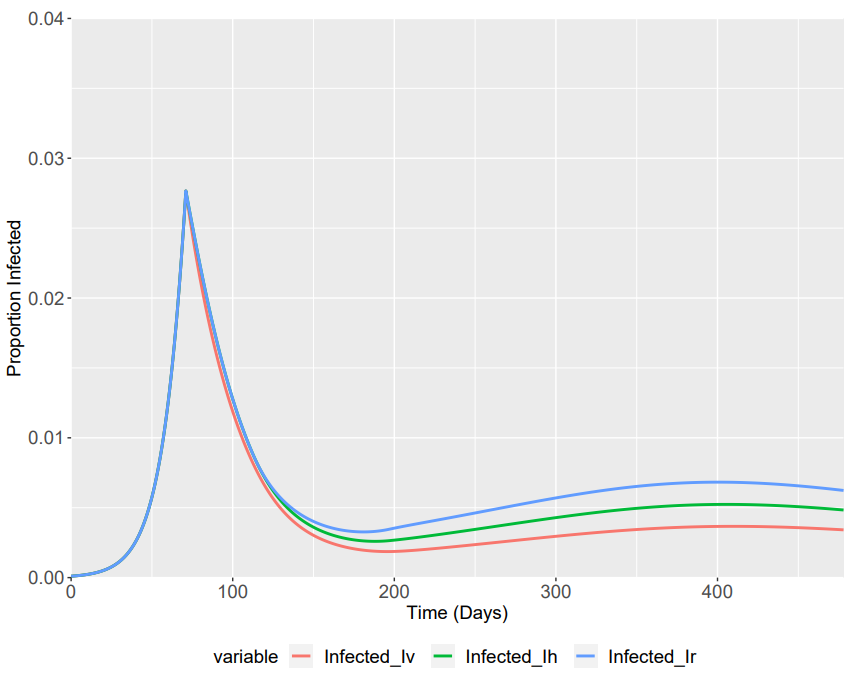 0.04
0.03
0.02
0.01
0.00
Proportion Infected
0 100 200 300 400
Time (Days)
variable Infected_Iv Infected_Ih Infected_Ir